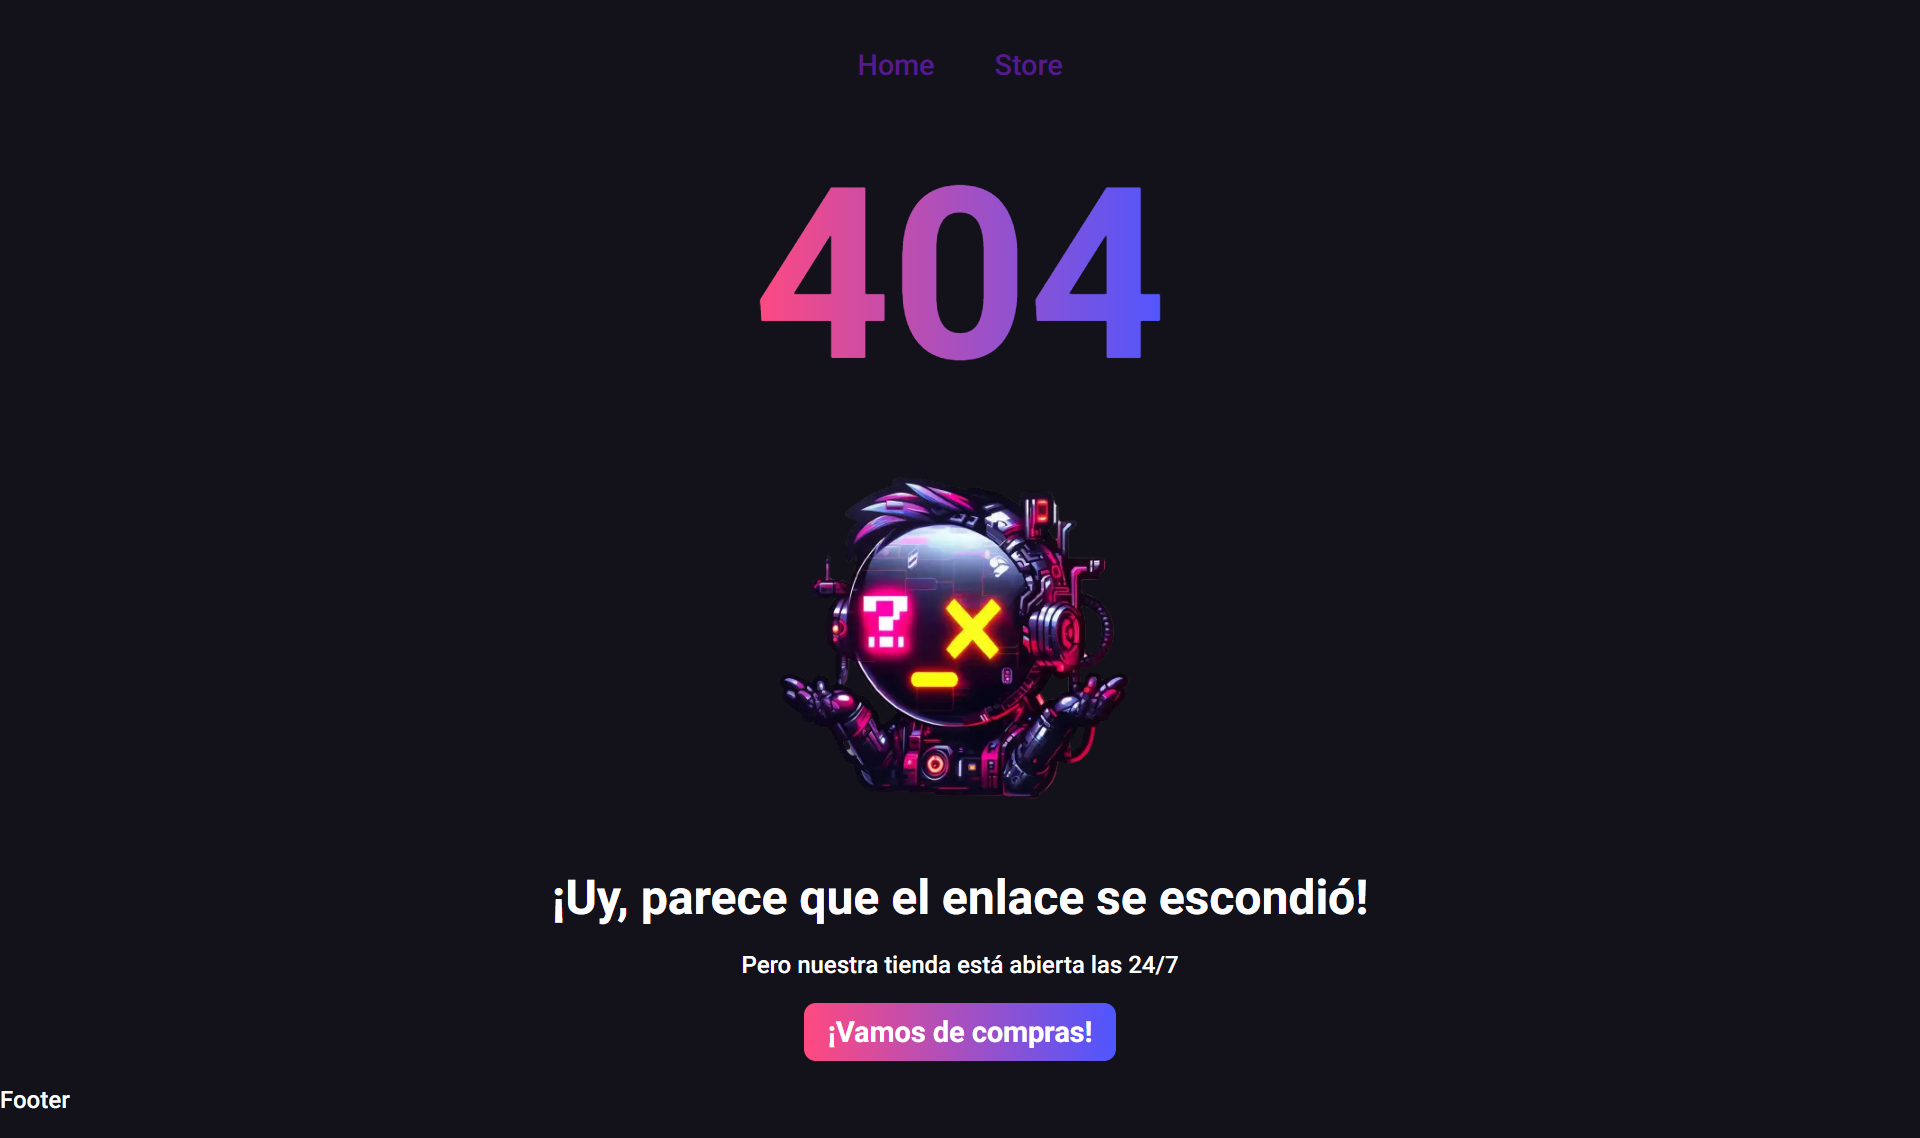 Home Store
404
?
¡Uy, parece que el enlace se escondió!
Pero nuestra tienda está abierta las 24/7
¡Vamos de compras!
Footer